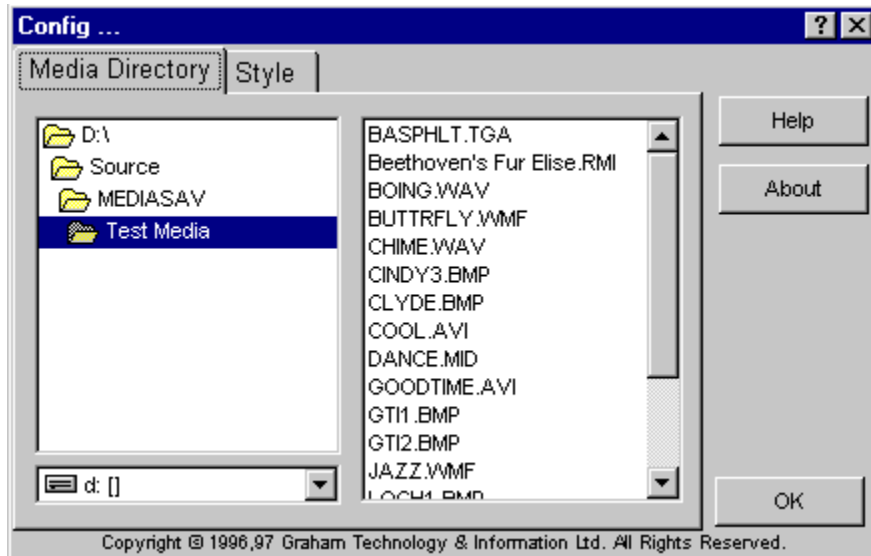 Config ...
Media Directory
Style
D:\
Source
MEDIASAV
Test Media
d: []
BASPHLT.TGA
Beethoven's Fur Elise.RMI
BOING.WAV
BUTTRFLY.WMF
CHIME.WAV
CINDY3.BMP
CLYDE.BMP
COOL.AVI
DANCE.MID
GOODTIME.AVI
GTI1.BMP
GTI2.BMP
JAZZ.WMF
LOCH1.BMP
Help
About
OK
Copyright © 1996,97 Graham Technology & Information Ltd. All Rights Reserved.